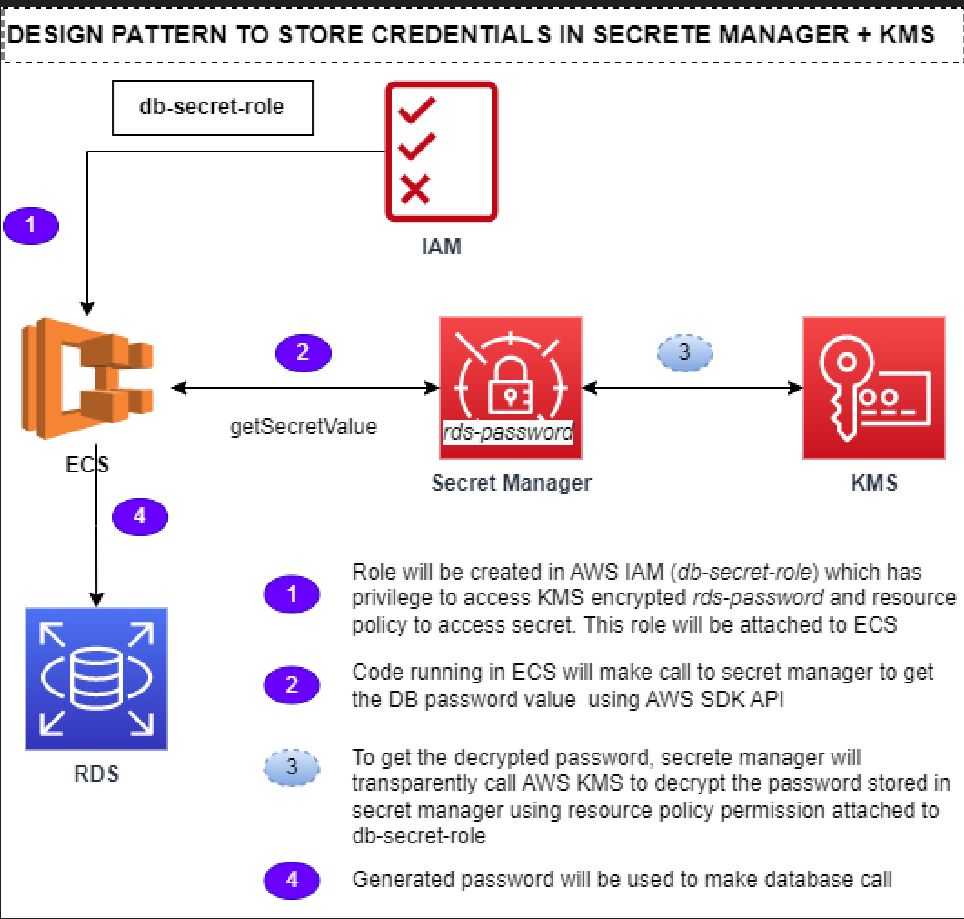 DESIGN PATTERN TO STORE CREDENTIALS IN SECRETE MANAGER + KMS
db-secret-role
1
IAM
2
3
getSecretValue
rds-password
ECS
Secret Manager
KMS
4
1
Role will be created in AWS IAM (db-secret-role) which has
privilege to access KMS encrypted rds-password and resource
policy to access secret. This role will be attached to ECS
2
Code running in ECS will make call to secret manager to get
the DB password value using AWS SDK API
RDS
3
To get the decrypted password, secrete manager will
transparently call AWS KMS to decrypt the password stored in
secret manager using resource policy permission attached to
db-secret-role
4
Generated password will be used to make database call